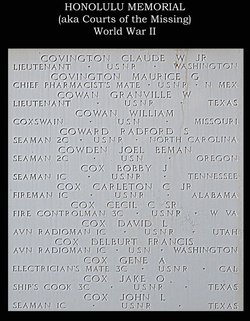 HONOLULU MEMORIAL
(aka Courts of the Missing)
World War II
COVINGTON CLAUDE W JR
LIEUTENANT · USNR · WASHINGTON
COVINGTON MAURICE G
CHIEF PHARMACIST'S MATE · USNR · N MEX
COWAN GRANVILLE W
LIEUTENANT · USNR · TEXAS
COWAN WILLIAM
COXSWAIN · USN · MISSOURI
COWARD RADFORD S
SEAMAN 2C · USNR · NORTH CAROLINA
COWDEN JOEL BEMAN
SEAMAN 2C · USN · OREGON
COX BOBBY J
SEAMAN 1C · USNR · TENNESSEE
COX CARLETON C JR
FIREMAN 1C · USNR · ALABAMA
COX CECIL C SR
FIRE CONTROLMAN 3C · USNR · W VA
COX DAVID L
AVN RADIOMAN 1C · USNR · UTAH
COX DELBURT FRANCIS
AVN RADIOMAN 1C · USN · WASHINGTON
COX GENE A
ELECTRICIAN'S MATE 3C · USNR · CAL
COX JAKE O
SHIP'S COOK 3C · USNR · TEXAS
COX JOHN L
SEAMAN 1C · USNR · TEXAS